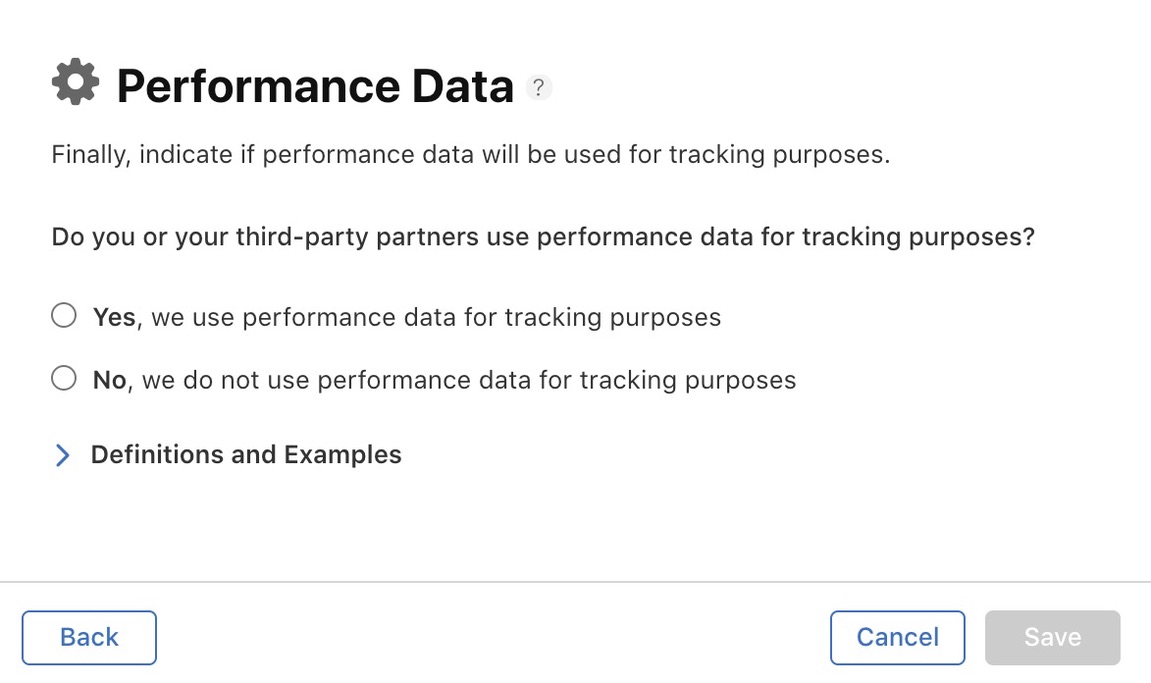 Performance Data ?
Finally, indicate if performance data will be used for tracking purposes.
Do you or your third-party partners use performance data for tracking purposes?
Yes, we use performance data for tracking purposes
No, we do not use performance data for tracking purposes
Definitions and Examples
Back Cancel Save